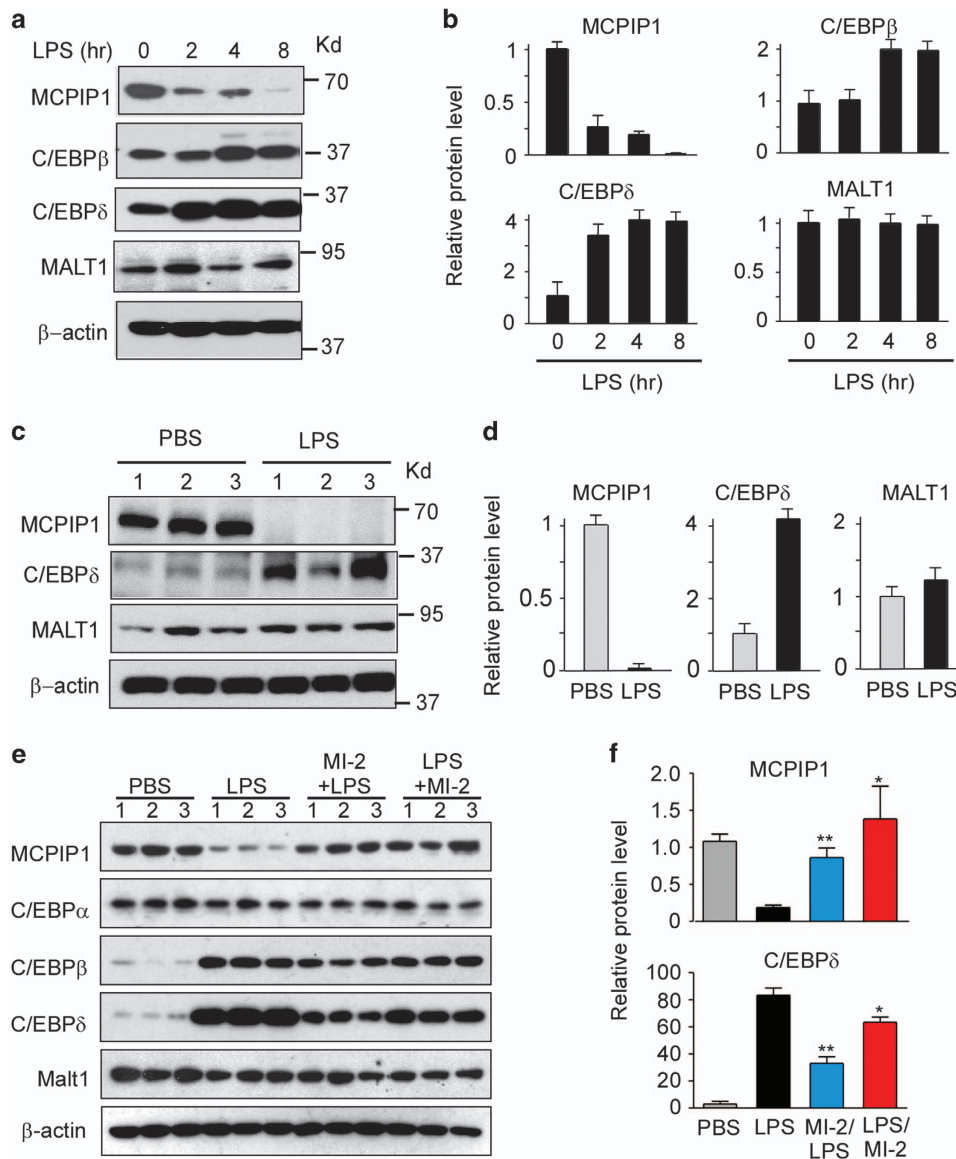 a
LPS (hr) 0 2 4 8 Kd
MCPIP1 70
C/EBPβ 37
C/EBPδ 37
MALT1 95
β–actin
37
b
MCPIP1
C/EBPβ
Relative protein level
1
0.5
0
2
1
0
C/EBPδ
MALT1
4
2
0
1
0.5
0
0 2 4 8
0 2 4 8
LPS (hr)
LPS (hr)
c
PBS LPS
1 2 3 1 2 3 Kd
MCPIP1 70
C/EBPδ 37
MALT1 95
β–actin
37
d
MCPIP1 C/EBPδ MALT1
Relative protein level
1
0.5
0
4
2
0
2
1
0
PBS LPS PBS LPS PBS LPS
e
PBS LPS MI-2 +LPS LPS +MI-2
1 2 3 1 2 3 1 2 3 1 2 3
MCPIP1
C/EBPα
C/EBPβ
C/EBPδ
Malt1
β-actin
f
MCPIP1
Relative protein level
2.0
1.5
1.0
0.5
0.0
** *
C/EBPδ
100
80
60
40
20
0
** *
PBS LPS MI-2/ LPS/
LPS MI-2